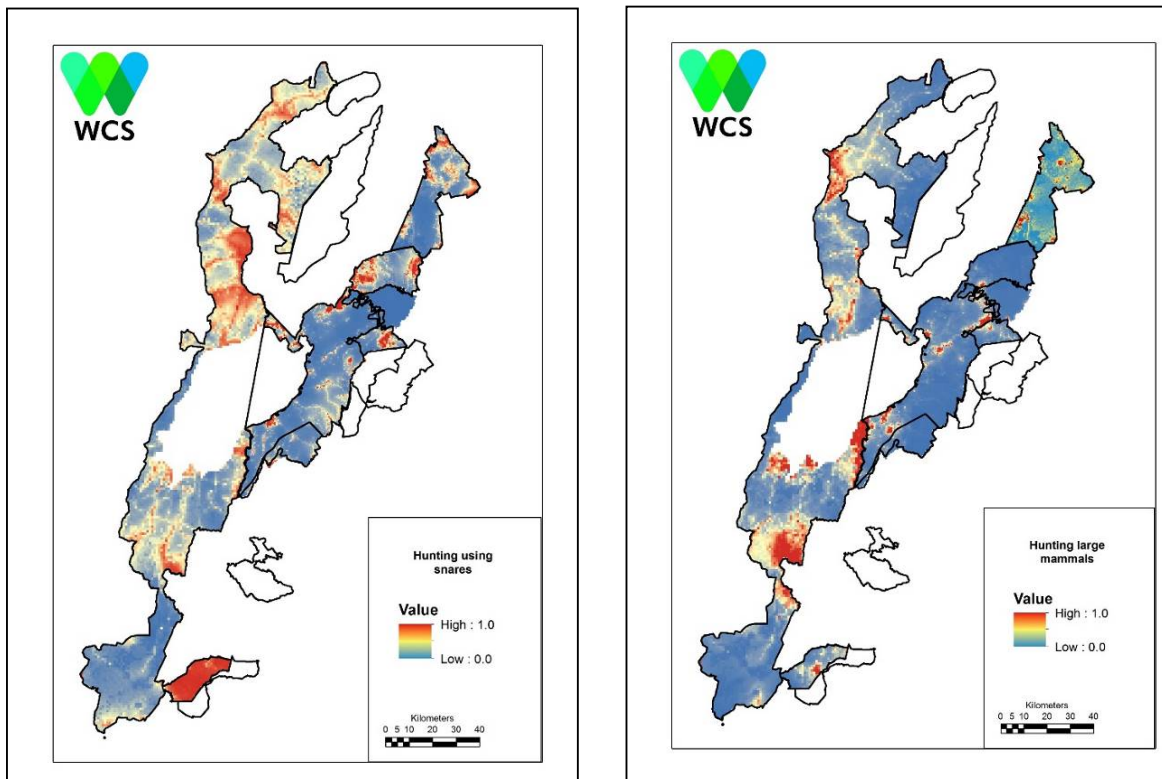 WCS
Hunting using
snares
Value
High : 1.0
Low : 0.0
Kilometers
0 5 10 20 30 40
WCS
Hunting large
mammals
Value
High : 1.0
Low : 0.0
Kilometers
0 5 10 20 30 40